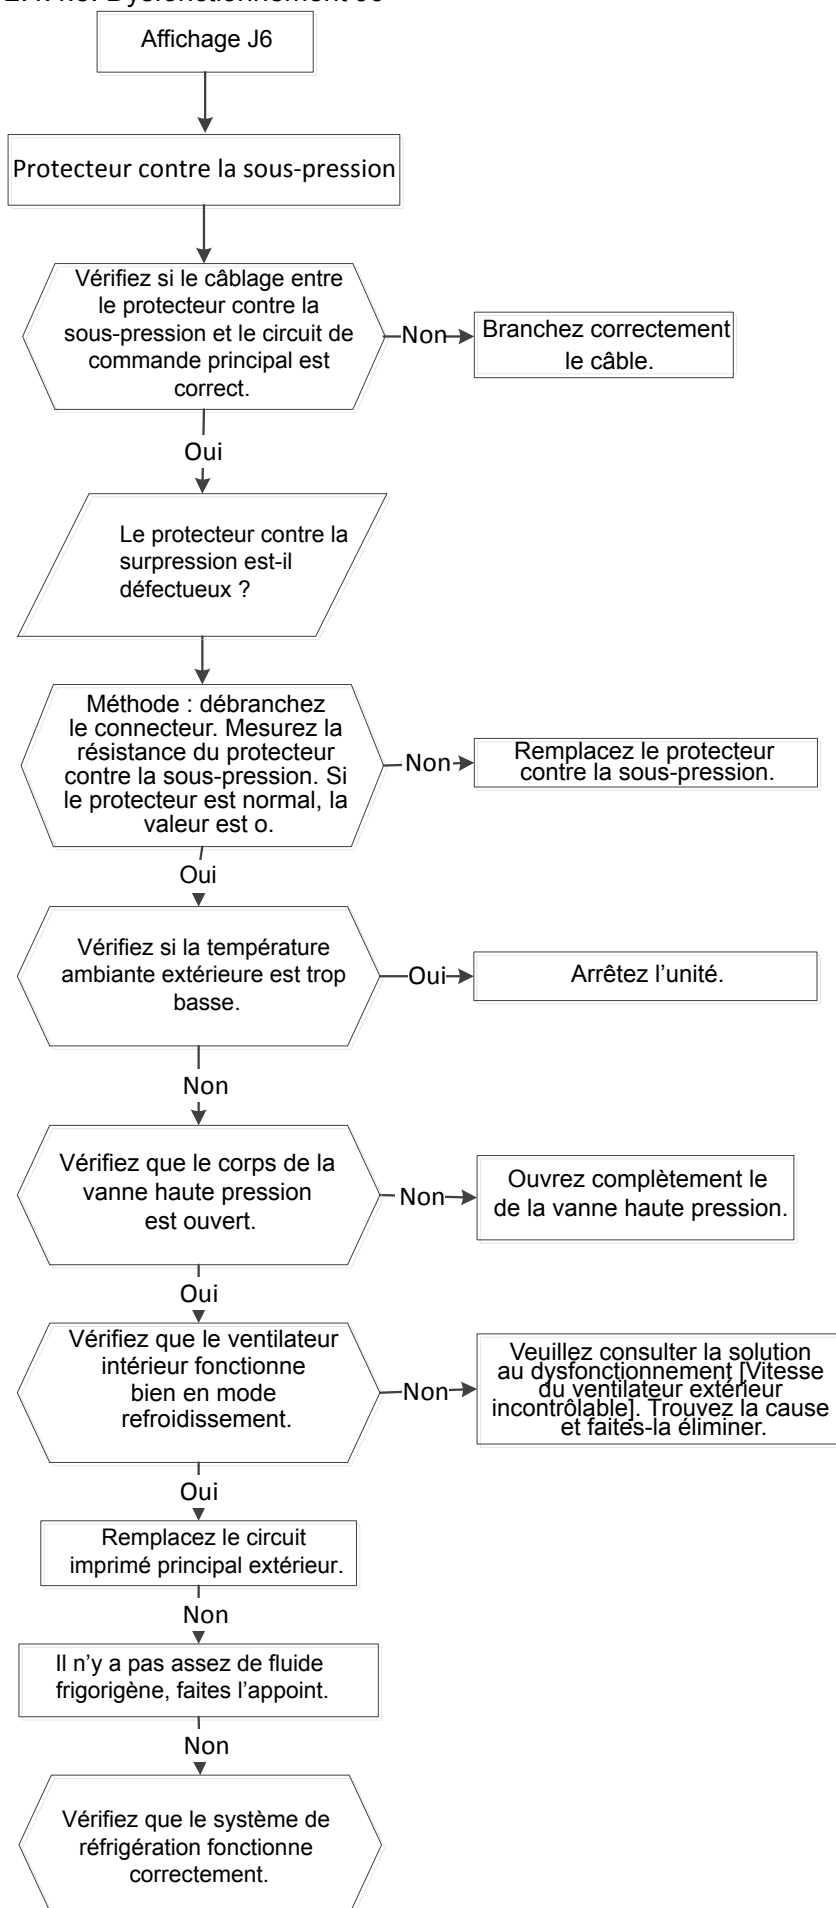 Affichage J6
Protecteur contre la sous-pression
Vérifiez si le câblage entre
le protecteur contre la
sous-pression et le circuit de
commande principal est
correct.
Non
Branchez correctement
le câble.
Oui
Le protecteur contre la
surpression est-il
défectueux ?
Méthode : débranchez
le connecteur. Mesurez la
résistance du protecteur
contre la sous-pression. Si
le protecteur est normal, la
valeur est o.
Non
Remplacez le protecteur
contre la sous-pression.
Oui
Vérifiez si la température
ambiante extérieure est trop
basse.
Oui
Arrêtez l’unité.
Non
Vérifiez que le corps de la
vanne haute pression
est ouvert.
Non
Ouvrez complètement le
de la vanne haute pression.
Oui
Vérifiez que le ventilateur
intérieur fonctionne
bien en mode
refroidissement.
Non
Veuillez consulter la solution
au dysfonctionnement [Vitesse
du ventilateur extérieur
incontrôlable]. Trouvez la cause
et faites-la éliminer.
Oui
Remplacez le circuit
imprimé principal extérieur.
Non
Il n’y a pas assez de fluide
frigorigène, faites l’appoint.
Non
Vérifiez que le système de
réfrigération fonctionne
correctement.